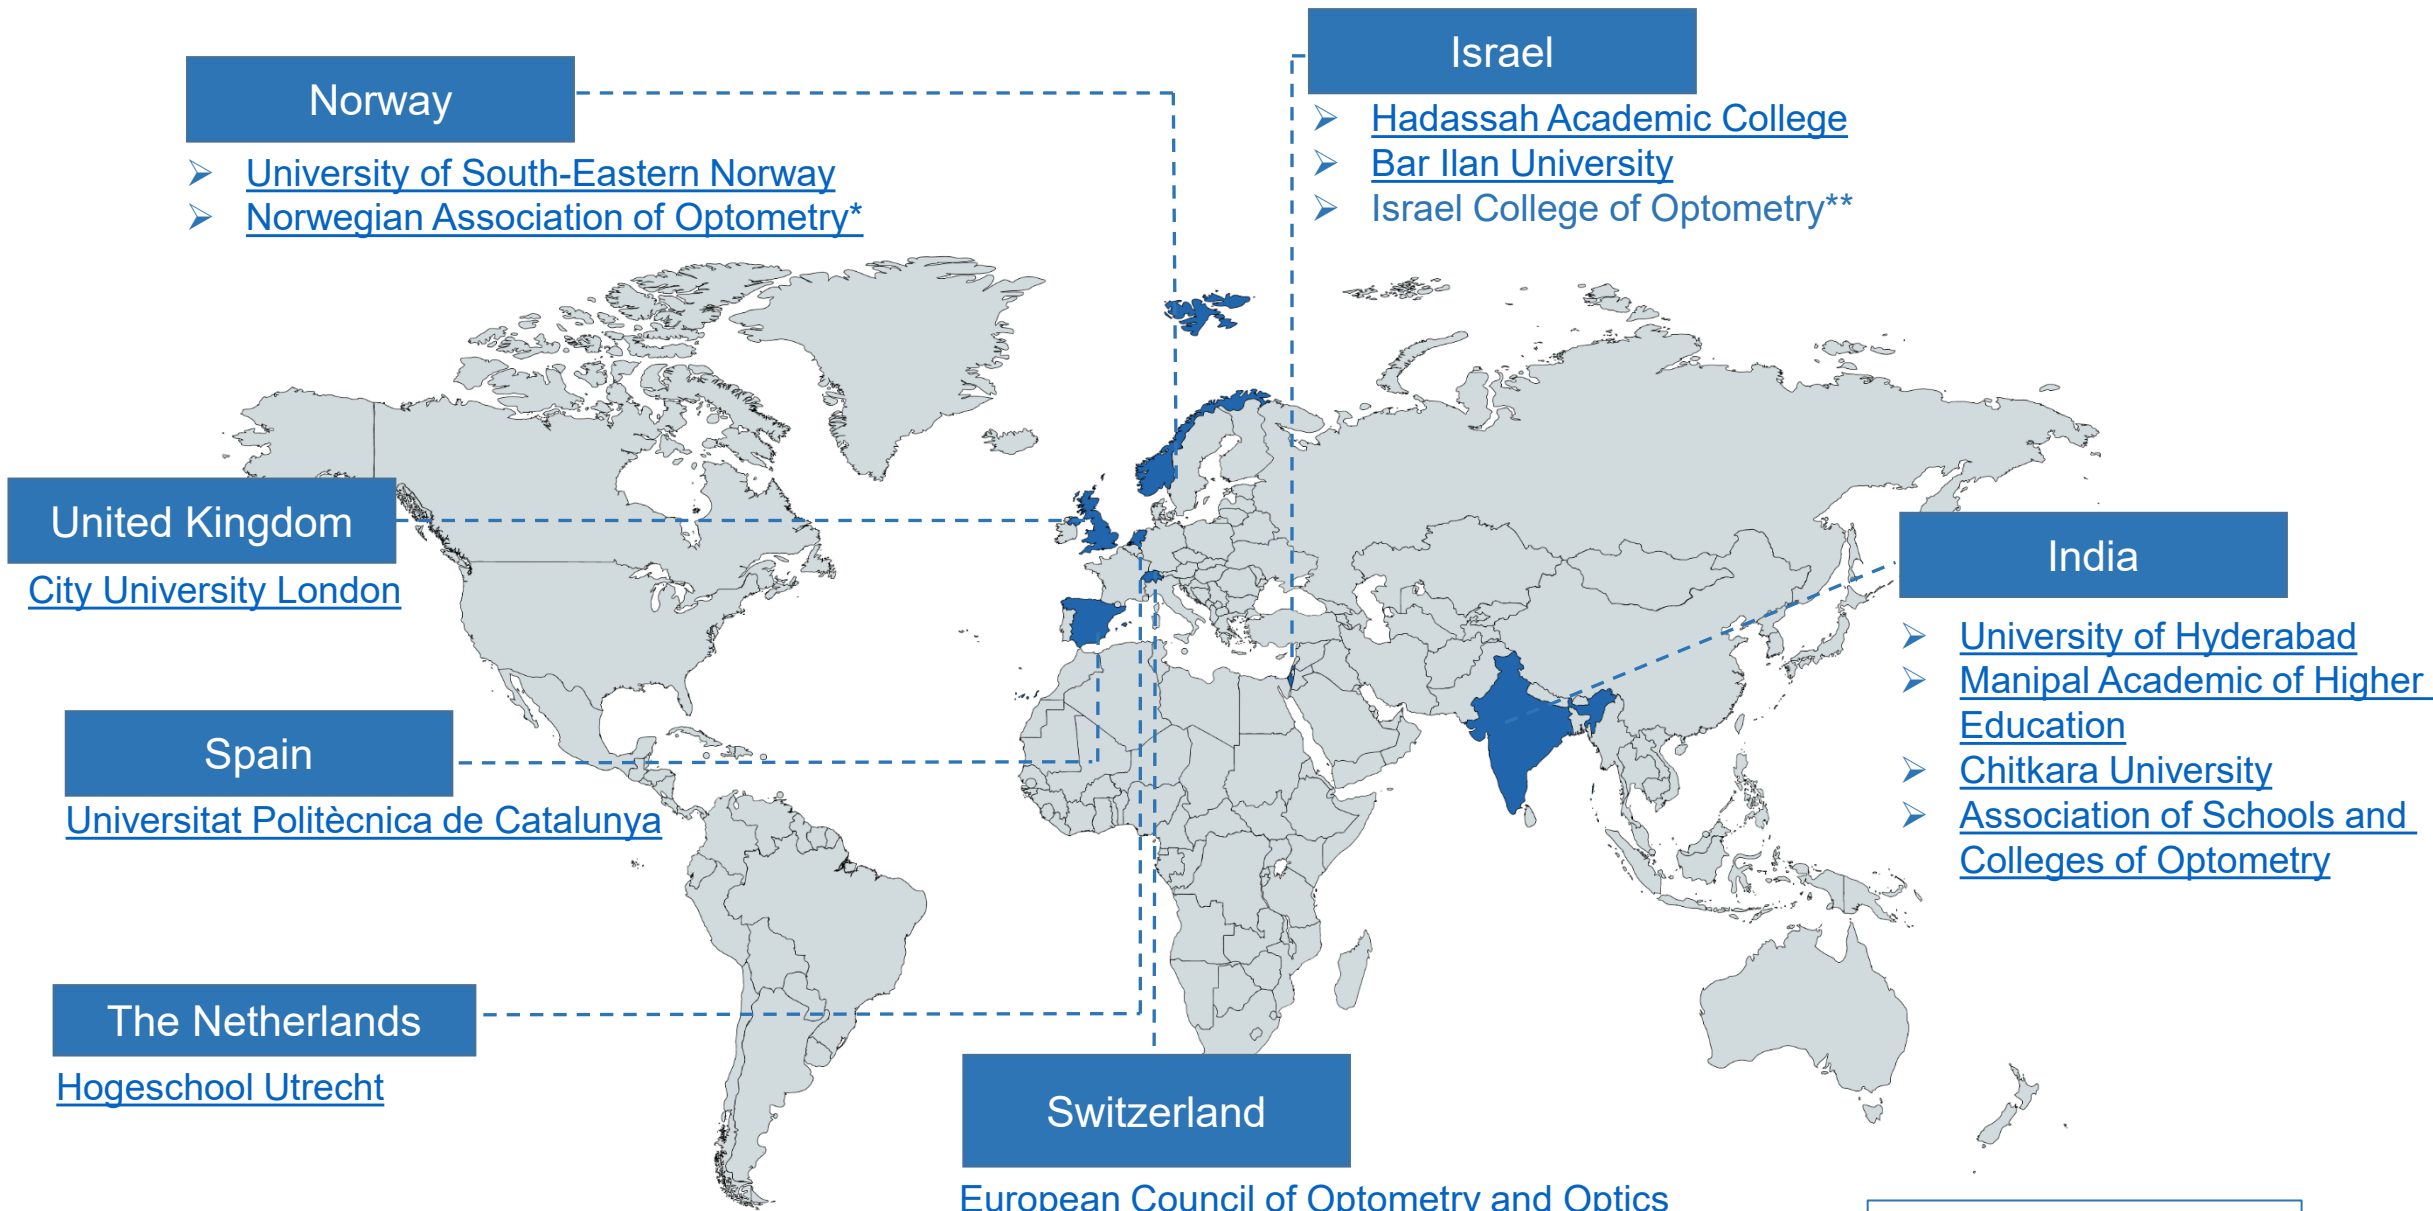 Israel
Norway
Hadassah Academic College
Bar Ilan University
Israel College of Optometry**
University of South-Eastern Norway
Norwegian Association of Optometry*
United Kingdom
City University London
India
University of Hyderabad
Manipal Academic of Higher
Education
Chitkara University
Association of Schools and
Colleges of Optometry
Spain
Universitat Politècnica de Catalunya
The Netherlands
Hogeschool Utrecht
Switzerland
European Council of Optometry and Optics